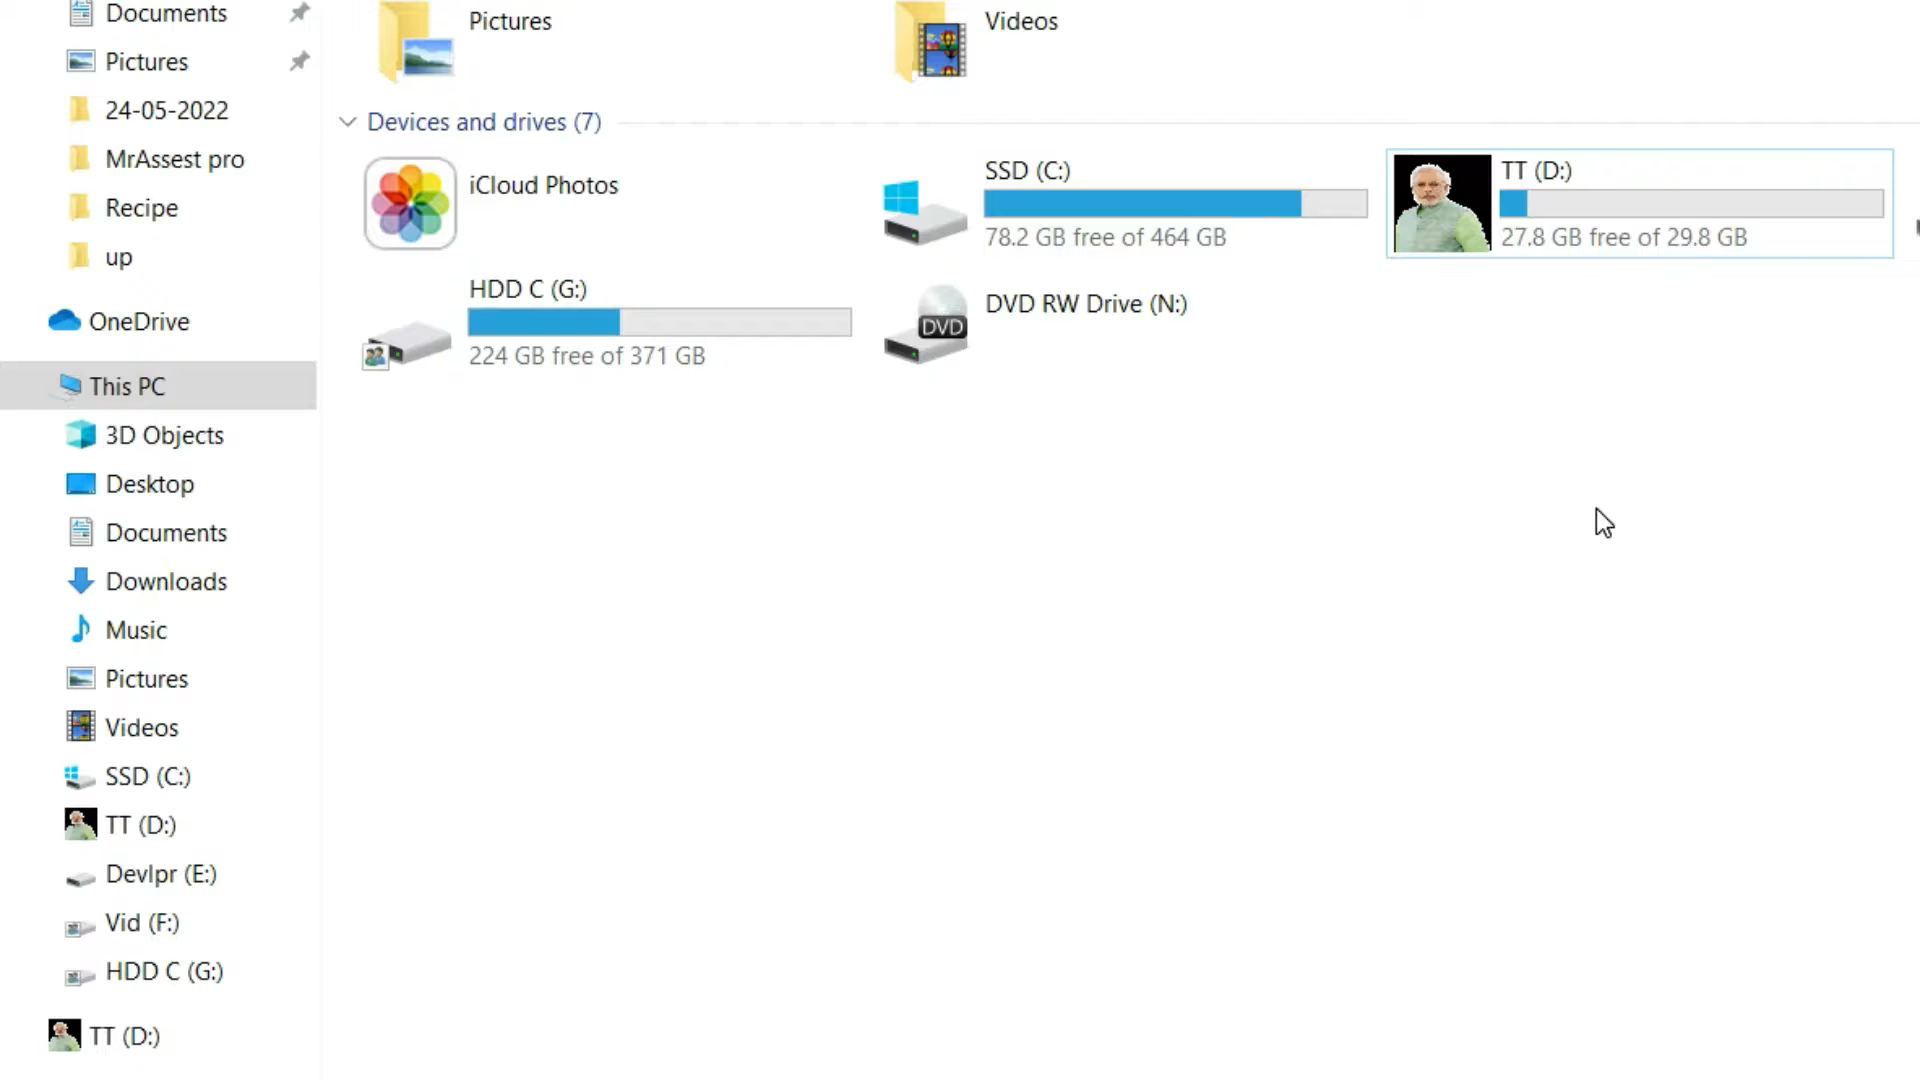 Documents
Pictures
24-05-2022
MrAssest pro
Recipe
up
OneDrive
This PC
3D Objects
Desktop
Documents
Downloads
Music
Pictures
Videos
SSD (C:)
TT (D:)
Devlpr (E:)
Vid (F:)
HDD C (G:)
TT (D:)
Pictures
Videos
Devices and drives (7)
iCloud Photos
SSD (C:)
78.2 GB free of 464 GB
TT (D:)
27.8 GB free of 29.8 GB
HDD C (G:)
224 GB free of 371 GB
DVD RW Drive (N:)
DVD